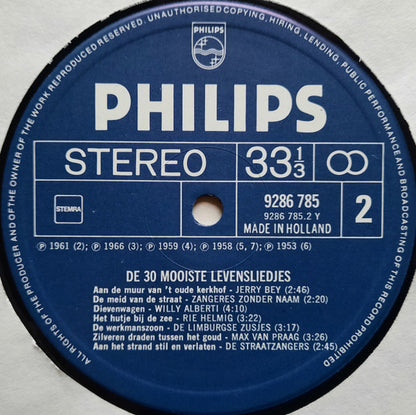 ALL RIGHTS OF THE PRODUCER AND OF THE OWNER OF THE WORK REPRODUCED RESERVED. UNAUTHORISED COPYING, HIRING, LENDING, PUBLIC PERFORMANCE AND BROADCASTING OF THIS RECORD PROHIBITED
PHILIPS
PHILIPS
STEREO 33⅓
STEMRA
9286 785
9286 785.2 Y
MADE IN HOLLAND
2
Ⓟ 1961 (2); Ⓟ 1966 (3); Ⓟ 1959 (4); Ⓟ 1958 (5, 7); Ⓟ 1953 (6)
DE 30 MOOISTE LEVENSLIEDJES
Aan de muur van 't oude kerkhof - JERRY BEY (2:46)
De meid van de straat - ZANGERES ZONDER NAAM (2:20)
Dievenwagen - WILLY ALBERTI (4:10)
Het hutje bij de zee - RIE HELMIG (3:22)
De werkmanszoon - DE LIMBURGSE ZUSJES (3:17)
Zilveren draden tussen het goud - MAX VAN PRAAG (3:26)
Aan het strand stil en verlaten - DE STRAATZANGERS (2:45)